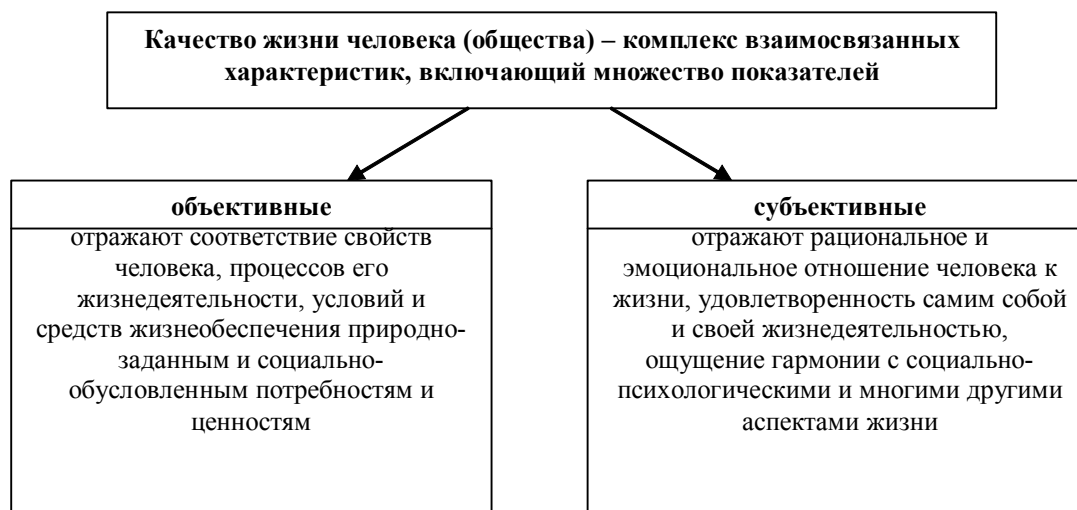 Качество жизни человека (общества) – комплекс взаимосвязанных
характеристик, включающий множество показателей
объективные
отражают соответствие свойств
человека, процессов его
жизнедеятельности, условий и
средств жизнеобеспечения природно-
заданным и социально-
обусловленным потребностям и
ценностям
субъективные
отражают рациональное и
эмоциональное отношение человека к
жизни, удовлетворенность самим собой
и своей жизнедеятельностью,
ощущение гармонии с социально-
психологическими и многими другими
аспектами жизни